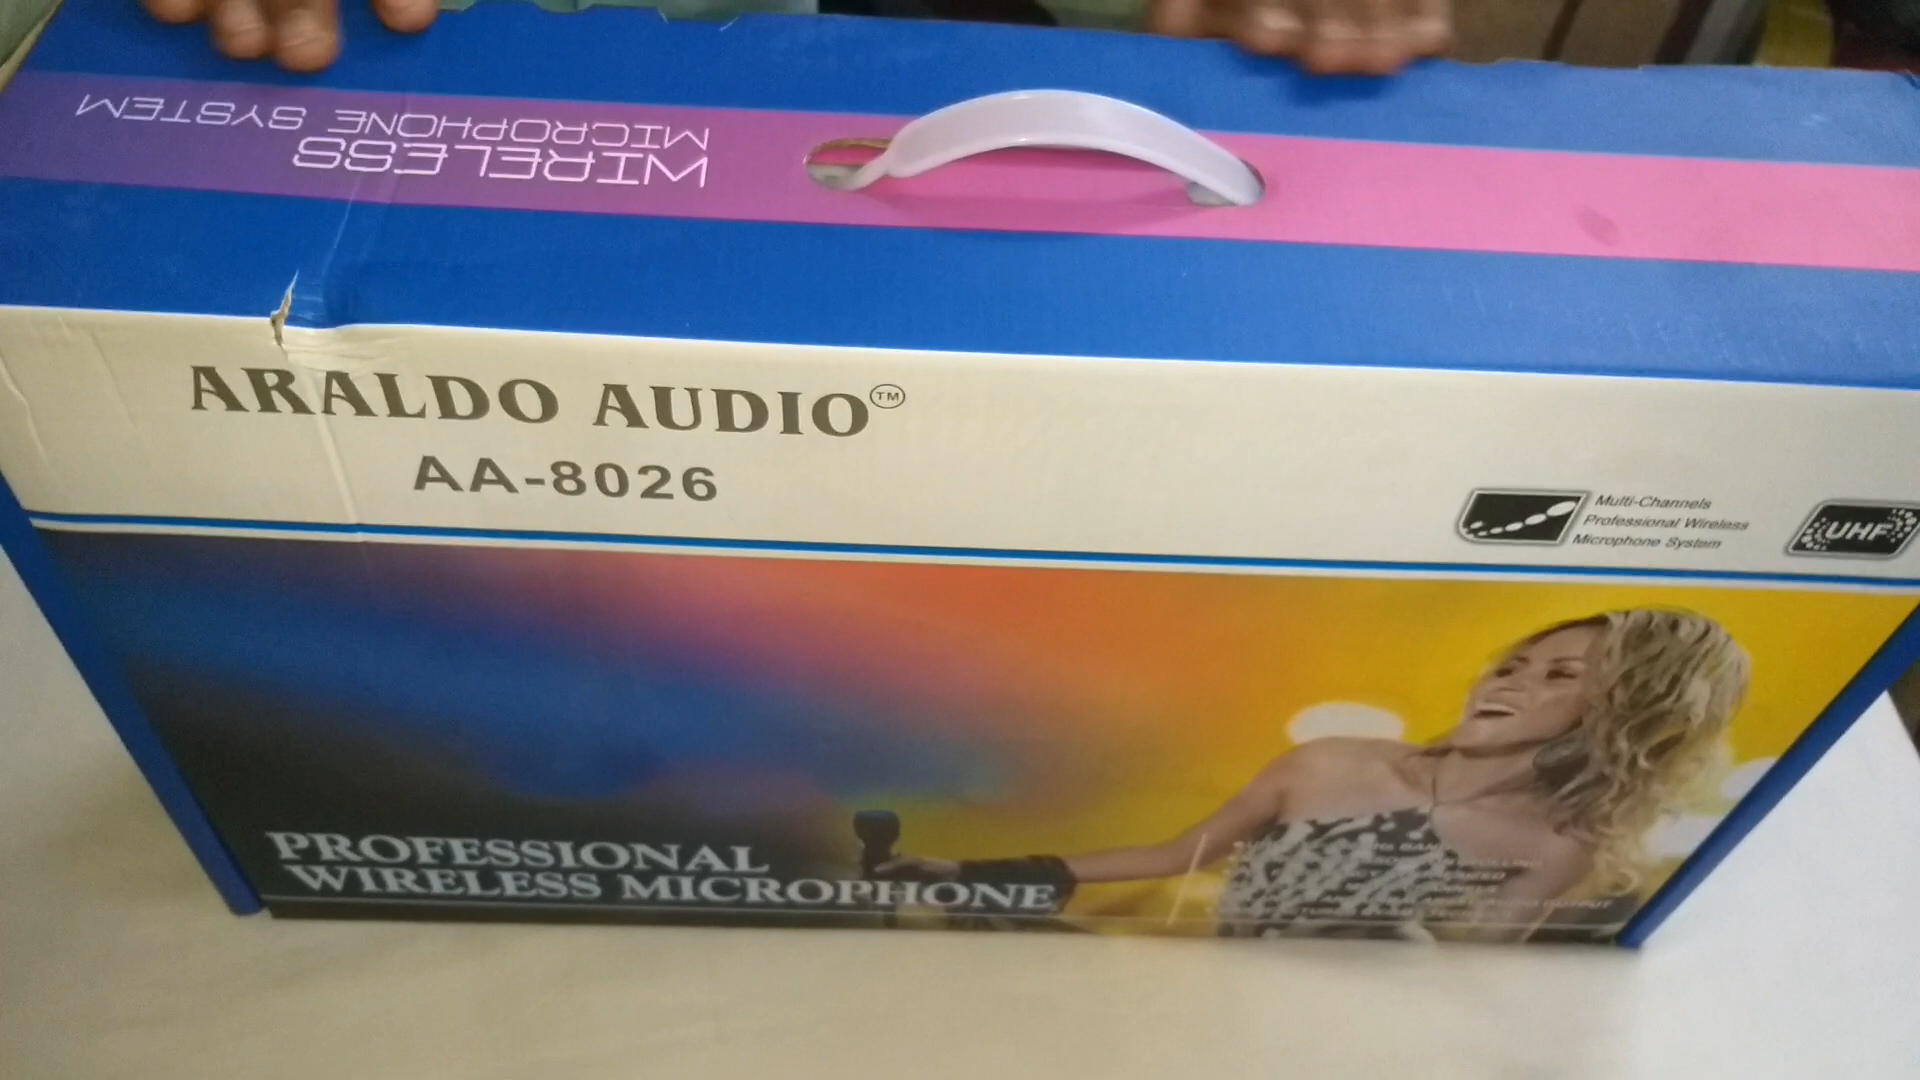 WIRELESS
MICROPHONE SYSTEM
ARALDO AUDIO™
AA-8026
Multi-Channels
Professional Wireless
Microphone System
UHF
PROFESSIONAL
WIRELESS MICROPHONE